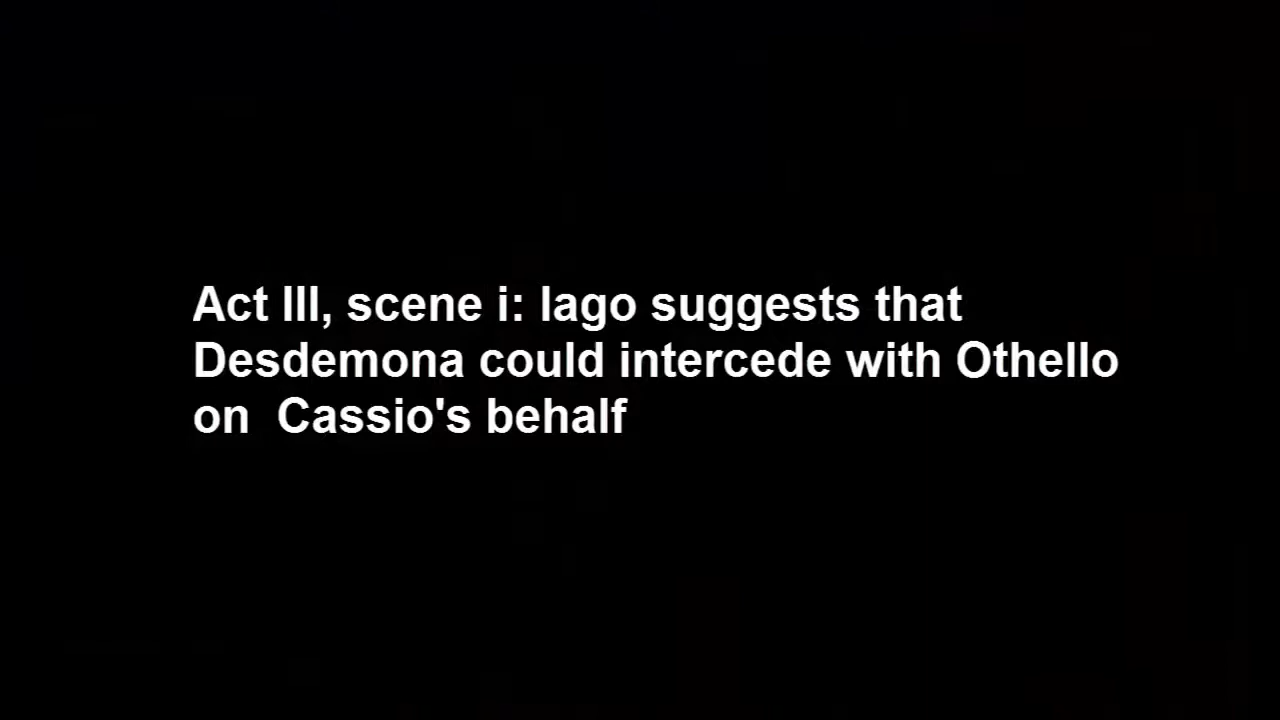 Act III, scene i: Iago suggests that
Desdemona could intercede with Othello
on  Cassio's behalf